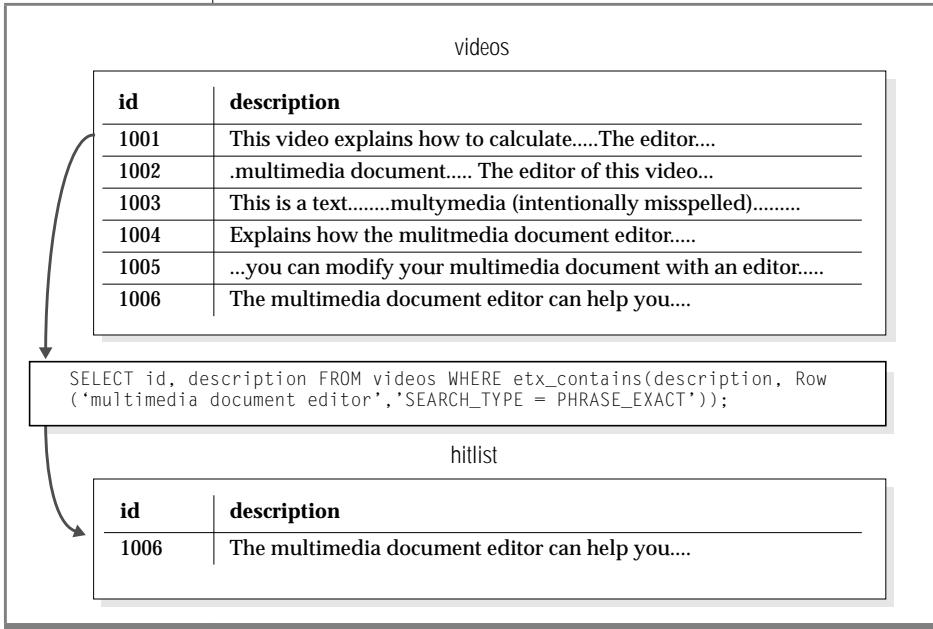 videos
id description
1001 This video explains how to calculate.....The editor....
1002 .multimedia document..... The editor of this video...
1003 This is a text........multymedia (intentionally misspelled).........
1004 Explains how the mulitmedia document editor.....
1005 ...you can modify your multimedia document with an editor.....
1006 The multimedia document editor can help you....
SELECT id, description FROM videos WHERE etx_contains(description, Row
(‘multimedia document editor’,’SEARCH_TYPE = PHRASE_EXACT’));
hitlist
id description
1006 The multimedia document editor can help you....